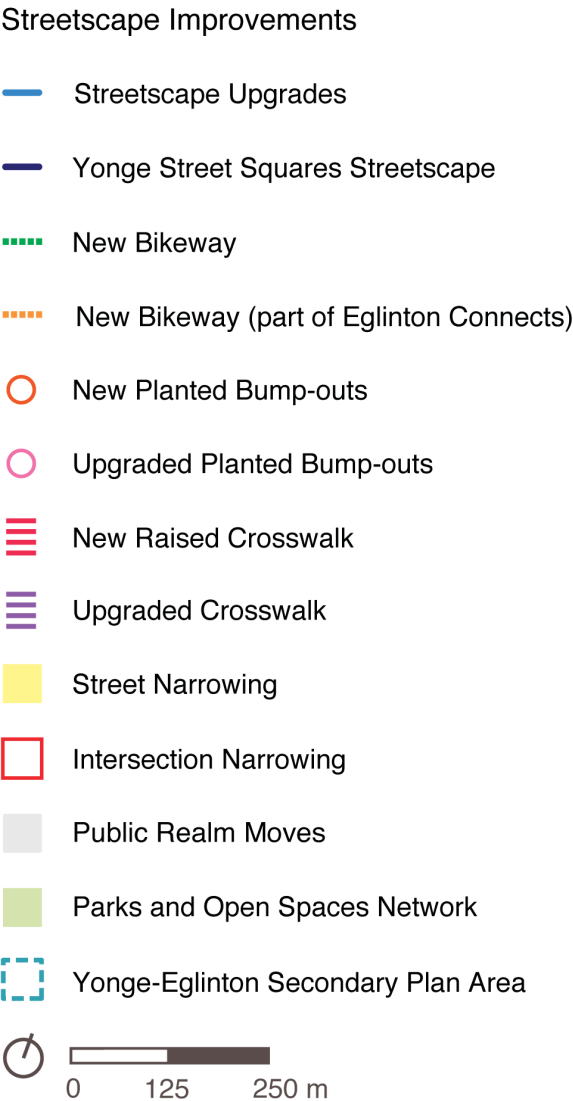 Streetscape Improvements
Streetscape Upgrades
Yonge Street Squares Streetscape
New Bikeway
New Bikeway (part of Eglinton Connects)
New Planted Bump-outs
Upgraded Planted Bump-outs
New Raised Crosswalk
Upgraded Crosswalk
Street Narrowing
Intersection Narrowing
Public Realm Moves
Parks and Open Spaces Network
Yonge-Eglinton Secondary Plan Area
0 125 250 m